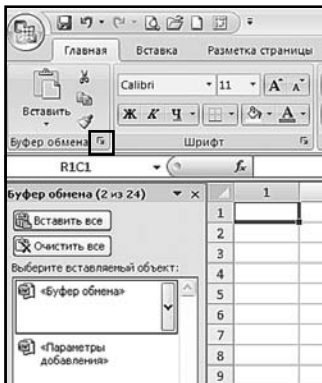 Главная Вставка Разметка страницы
Calibri 11 A A
Вставить
Ж К Ч A
Буфер обмена Шрифт
R1C1 fx
Буфер обмена (2 из 24) 1
Вставить все 1
2
Очистить все 3
Выберите вставляемый объект: 4
«Буфер обмена» 5
6
7
«Параметры добавления» 8
9